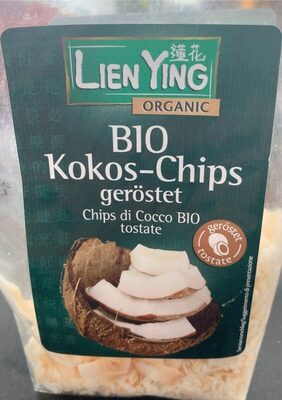 蓮花
LIEN YING
ORGANIC
BIO
Kokos-Chips
geröstet
Chips di Cocco BIO
tostate
geröstet
tostate